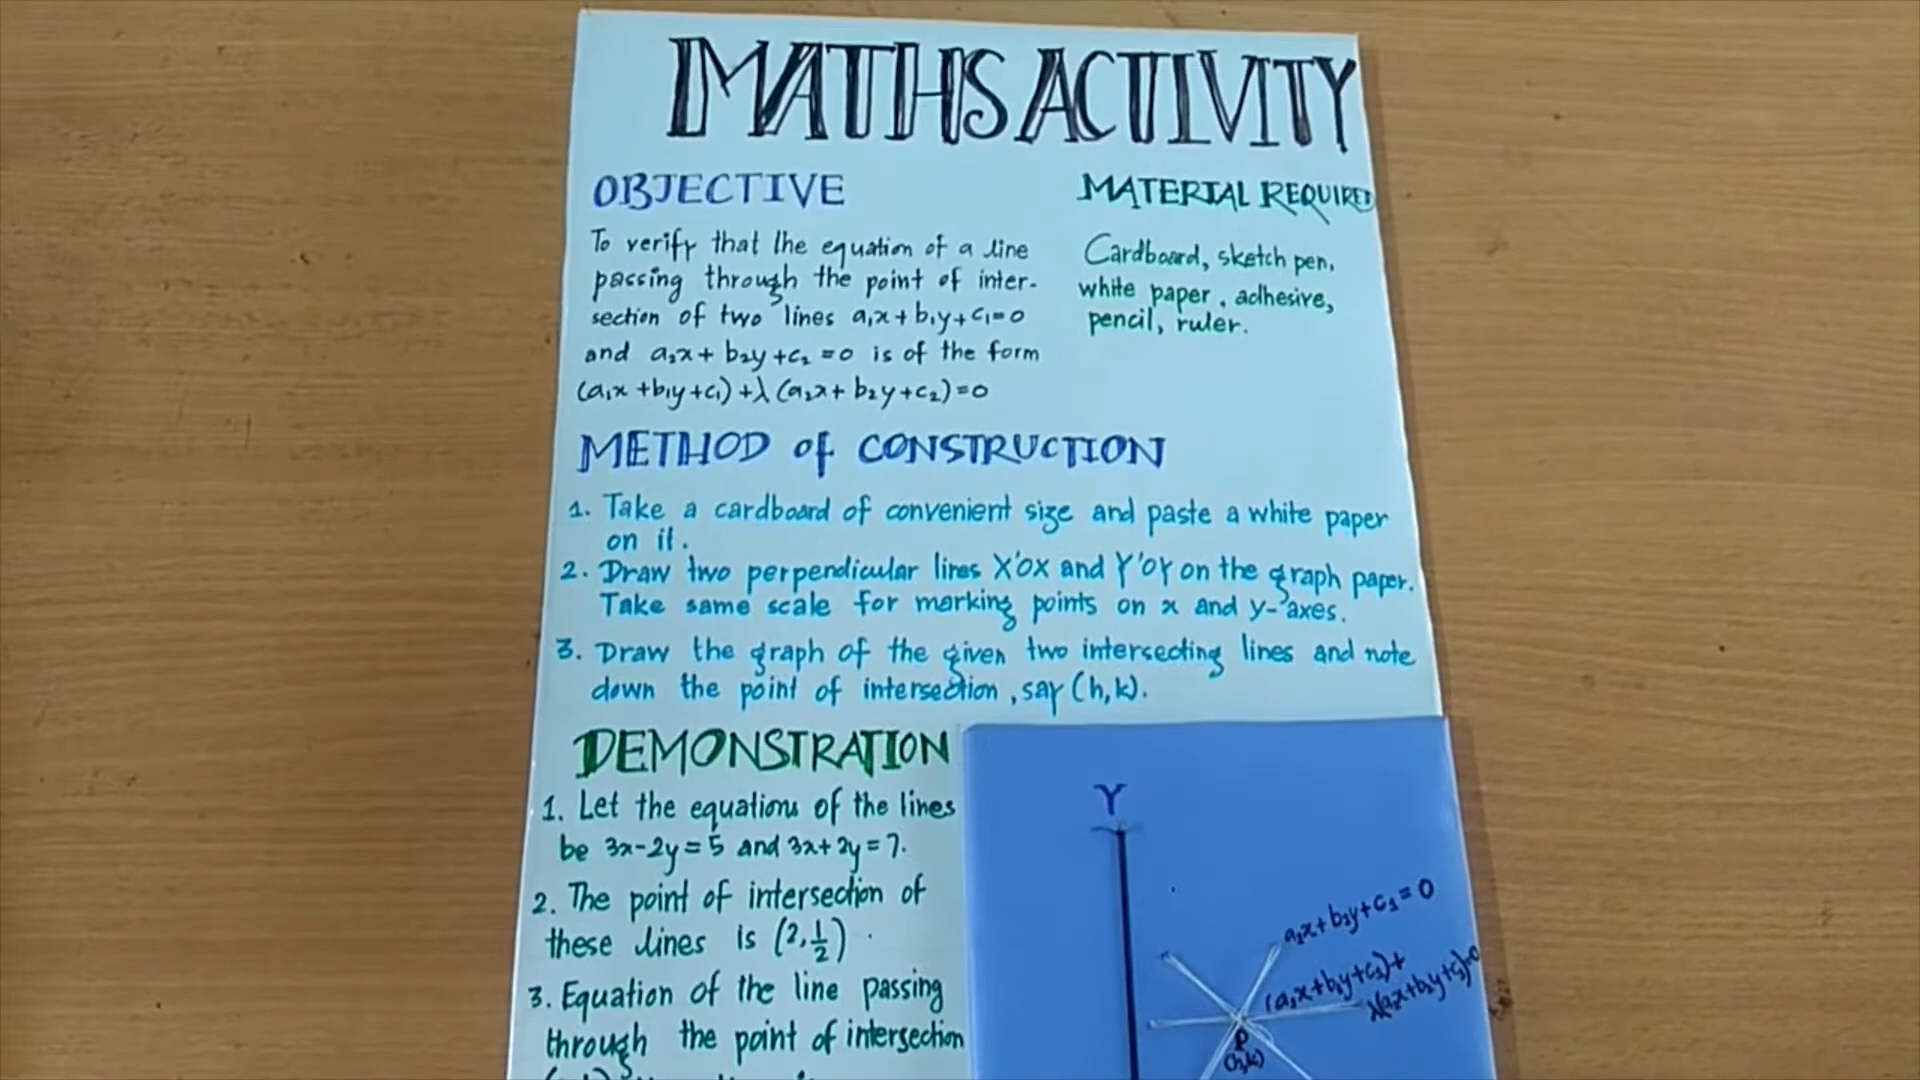 MATHS ACTIVITY
OBJECTIVE
To verify that the equation of a line
passing through the point of inter-
section of two lines a₁x + b₁y + c₁ = 0
and a₂x + b₂y + c₂ = 0 is of the form
(a₁x + b₁y + c₁) + λ (a₂x + b₂y + c₂) = 0
MATERIAL REQUIRED
Cardboard, sketch pen,
white paper, adhesive,
pencil, ruler.
METHOD of CONSTRUCTION
1. Take a cardboard of convenient size and paste a white paper
on it.
2. Draw two perpendicular lines X'OX and Y'OY on the graph paper.
Take same scale for marking points on x and y-axes.
3. Draw the graph of the given two intersecting lines and note
down the point of intersection, say (h,k).
DEMONSTRATION
1. Let the equations of the lines
be 3x-2y = 5 and 3x+2y = 7.
2. The point of intersection of
these lines is (2, 1/2).
3. Equation of the line passing
through the point of intersection
Y
P
(h,k)